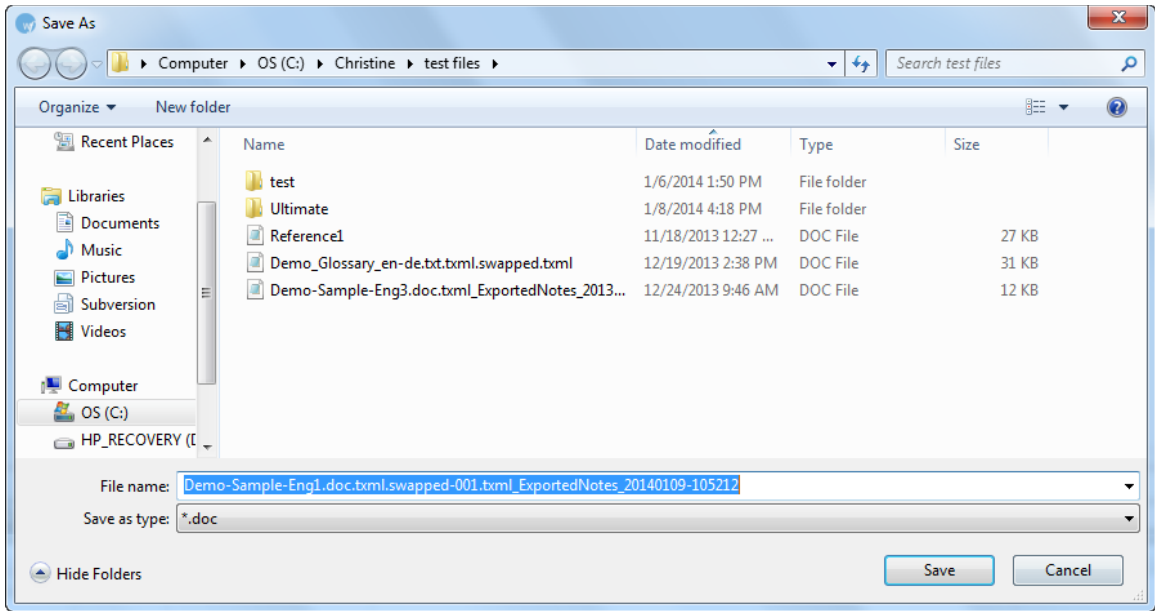 Save As
Computer OS (C:) Christine test files Search test files
Organize New folder
Recent Places
Libraries
Documents
Music
Pictures
Subversion
Videos
Computer
OS (C:)
HP_RECOVERY (D
Name Date modified Type Size
test 1/6/2014 1:50 PM File folder
Ultimate 1/8/2014 4:18 PM File folder
Reference1 11/18/2013 12:27 ... DOC File 27 KB
Demo_Glossary_en-de.txt.txml.swapped.txml 12/19/2013 2:38 PM DOC File 31 KB
Demo-Sample-Eng3.doc.txml_ExportedNotes_2013... 12/24/2013 9:46 AM DOC File 12 KB
File name: Demo-Sample-Eng1.doc.txml.swapped-001.txml_ExportedNotes_20140109-105212
Save as type: *.doc
Hide Folders Save Cancel